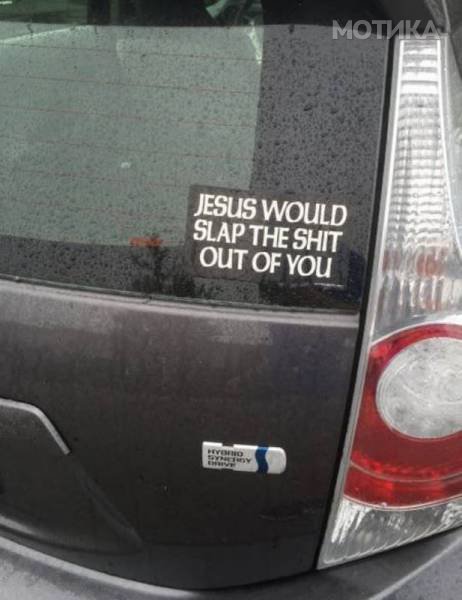 МОТИКА
JESUS WOULD
SLAP THE SHIT
OUT OF YOU
HYBRID
SYNERGY
DRIVE